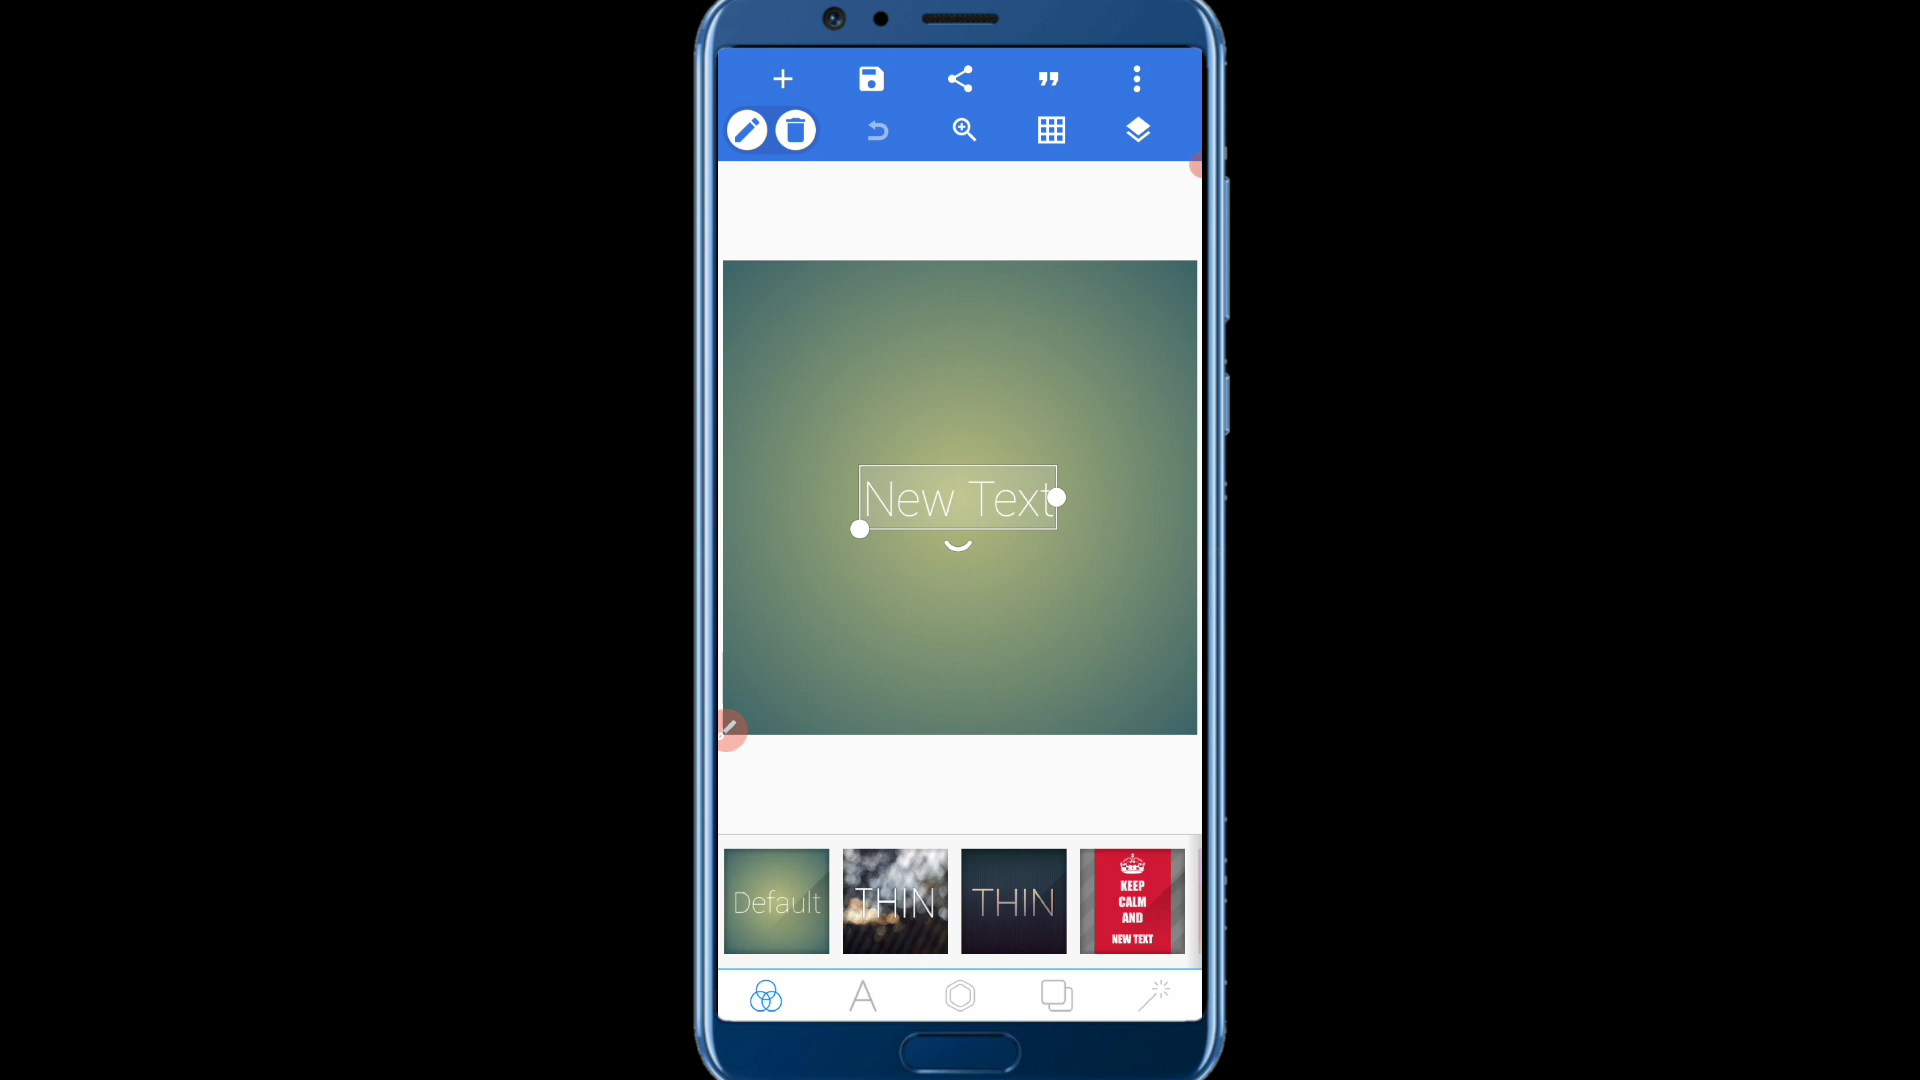 New Text
Default
THIN
THIN
KEEP
CALM
AND
NEW TEXT